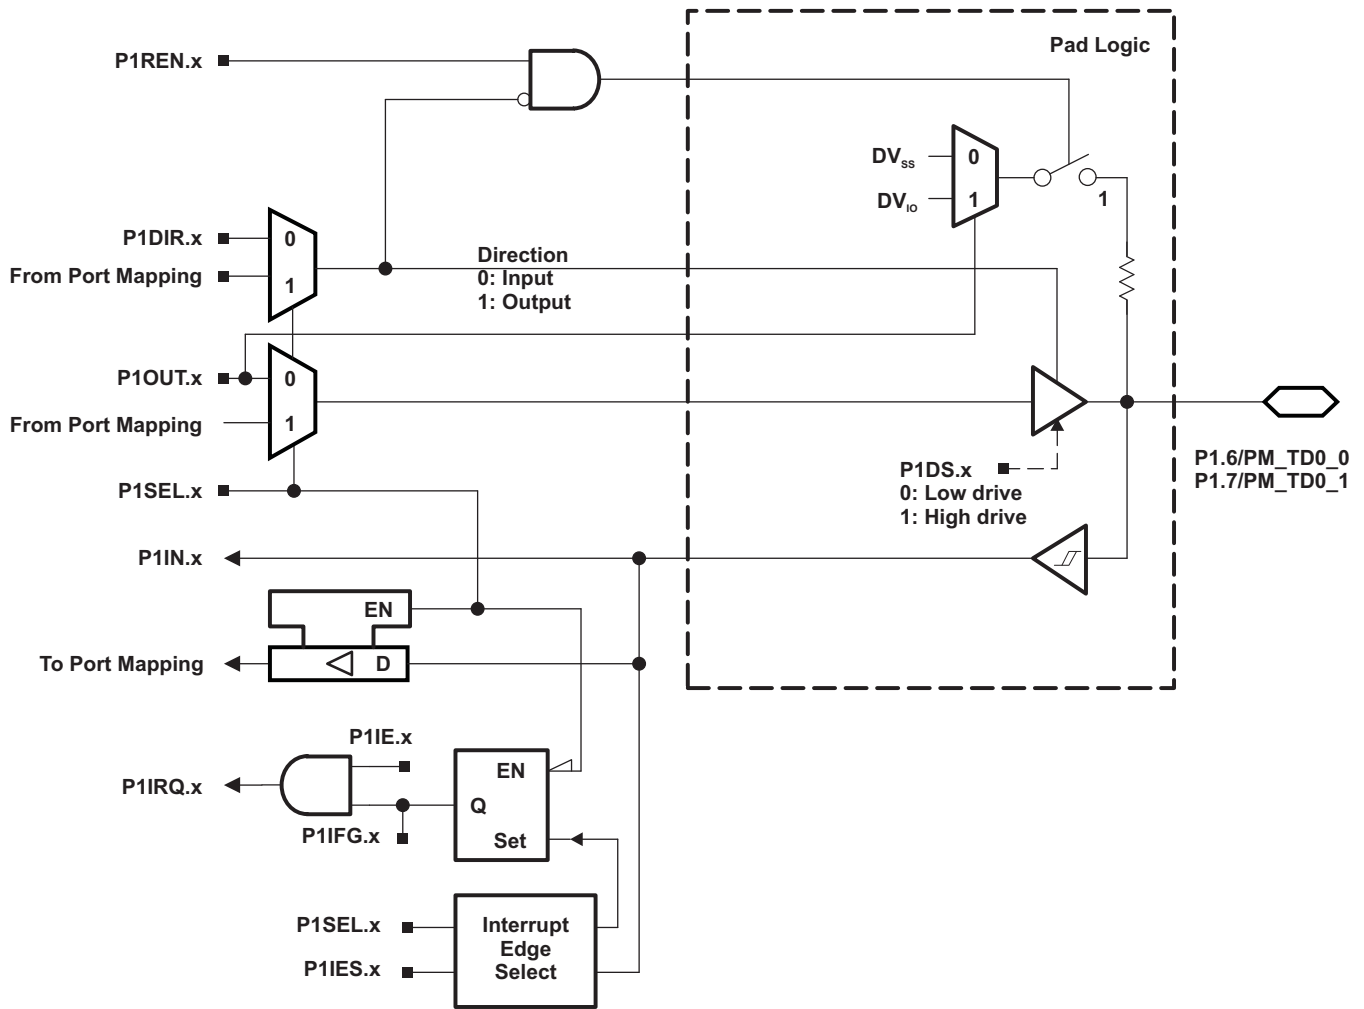 Pad Logic
P1REN.x
DVSS
0
DVIO
1
1
P1DIR.x
0
From Port Mapping
1
Direction
0: Input
1: Output
P1OUT.x
0
From Port Mapping
1
P1SEL.x
P1DS.x
0: Low drive
1: High drive
P1.6/PM_TD0_0
P1.7/PM_TD0_1
P1IN.x
EN
To Port Mapping
D
P1IE.x
EN
P1IRQ.x
Q
P1IFG.x
Set
P1SEL.x
P1IES.x
Interrupt
Edge
Select